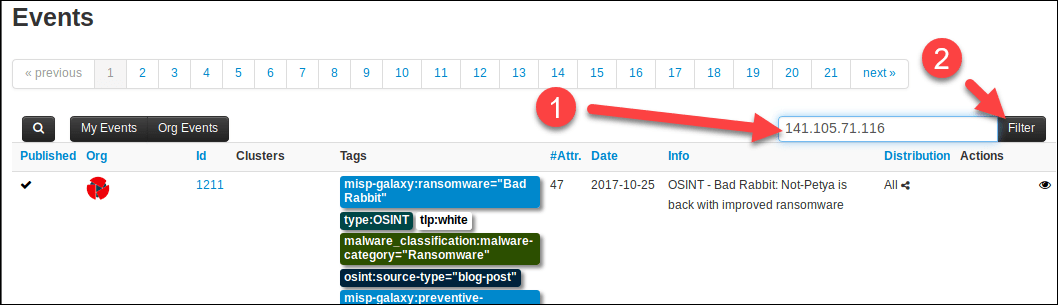 Events
« previous 1 2 3 4 5 6 7 8 9 10 11 12 13 14 15 16 17 18 19 20 21 next »
2
1
My Events Org Events 141.105.71.116 Filter
Published Org Id Clusters Tags #Attr. Date Info Distribution Actions
1211 misp-galaxy:ransomware="Bad 47 2017-10-25 OSINT - Bad Rabbit: Not-Petya is All
Rabbit" back with improved ransomware
type:OSINT tlp:white
malware_classification:malware-
category="Ransomware"
osint:source-type="blog-post"
misp-galaxy:preventive-